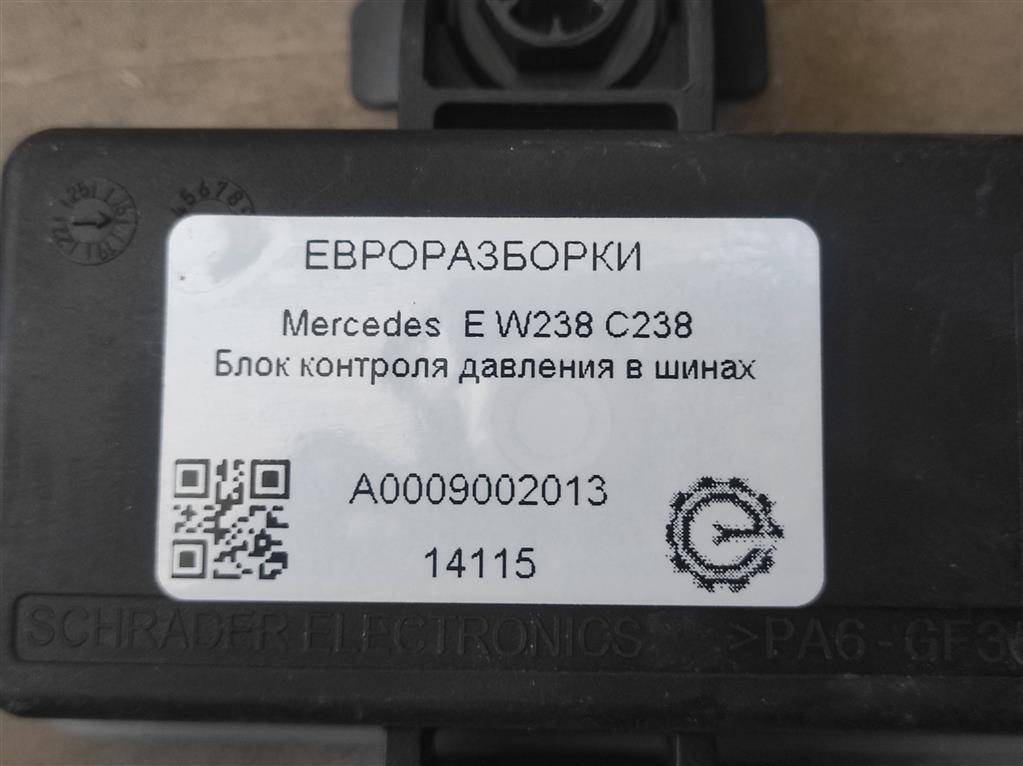 ЕВРОРАЗБОРКИ
Mercedes E W238 C238
Блок контроля давления в шинах
A0009002013
14115
SCHRADER ELECTRONICS >PA6-GF3